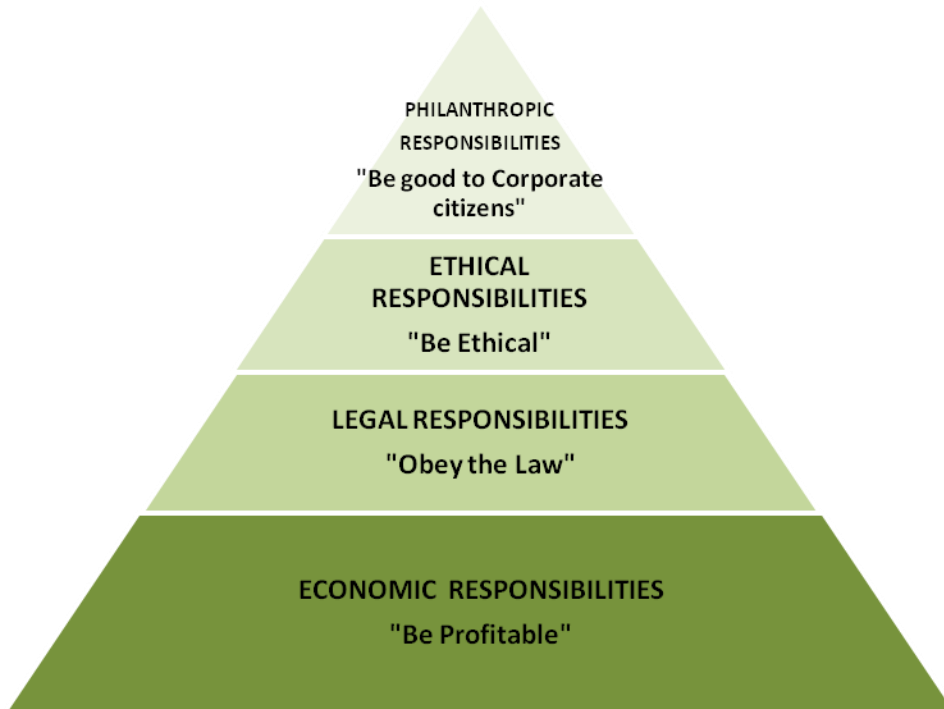 PHILANTHROPIC
RESPONSIBILITIES
"Be good to Corporate
citizens"
ETHICAL
RESPONSIBILITIES
"Be Ethical"
LEGAL RESPONSIBILITIES
"Obey the Law"
ECONOMIC RESPONSIBILITIES
"Be Profitable"